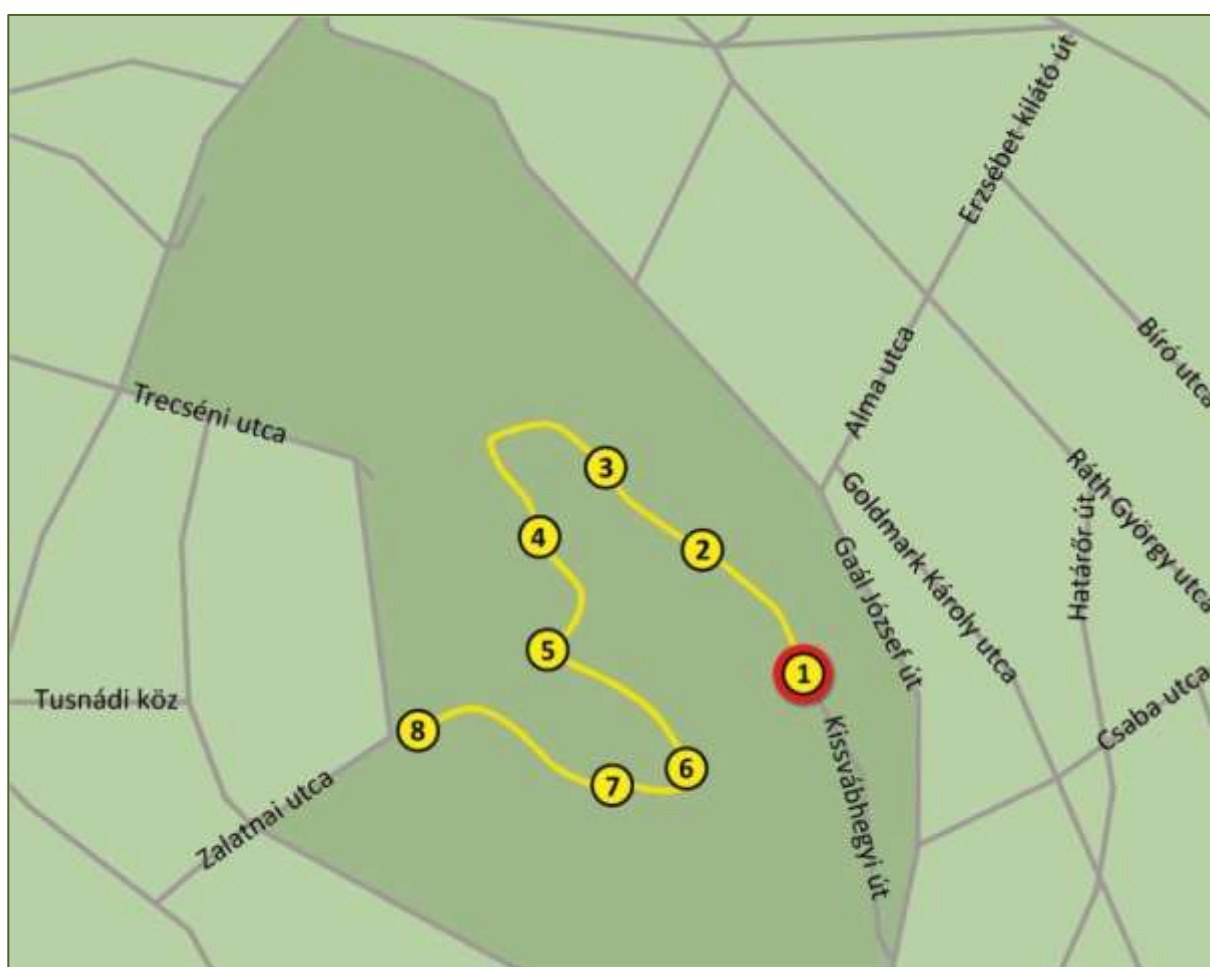 Erzsébet kilátó út
Bíró utca
Alma utca
Trecséni utca
Ráth György utca
Goldmark Károly utca
Határőr út
Gaál József út
3
4
2
5
1
Tusnádi köz
Csaba utca
8
6
7
Kissvábhegyi út
Zalatnai utca